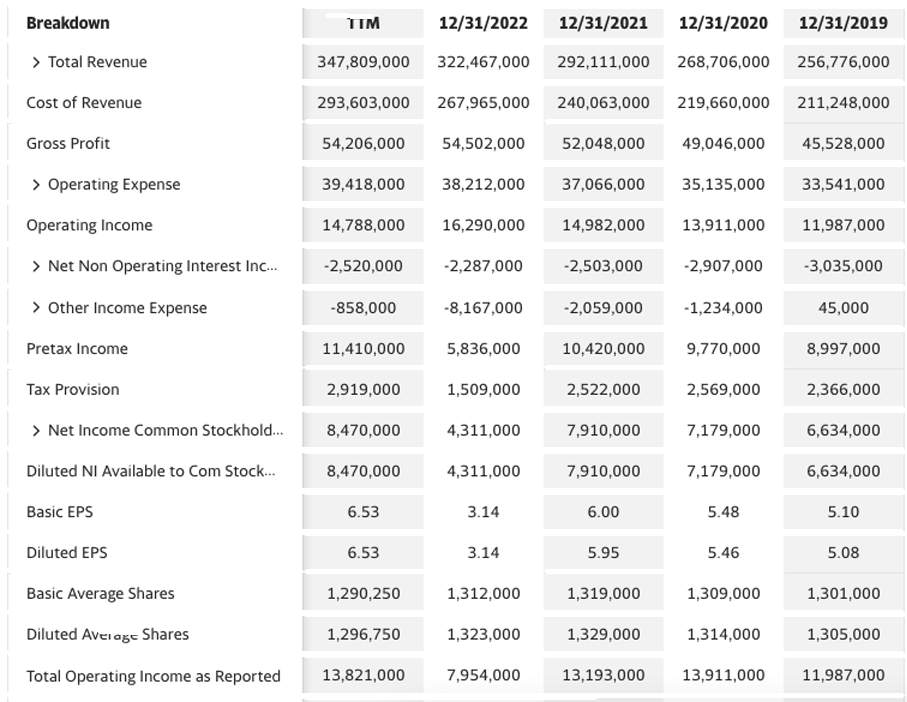 Breakdown TTM 12/31/2022 12/31/2021 12/31/2020 12/31/2019
> Total Revenue 347,809,000 322,467,000 292,111,000 268,706,000 256,776,000
Cost of Revenue 293,603,000 267,965,000 240,063,000 219,660,000 211,248,000
Gross Profit 54,206,000 54,502,000 52,048,000 49,046,000 45,528,000
> Operating Expense 39,418,000 38,212,000 37,066,000 35,135,000 33,541,000
Operating Income 14,788,000 16,290,000 14,982,000 13,911,000 11,987,000
> Net Non Operating Interest Inc... -2,520,000 -2,287,000 -2,503,000 -2,907,000 -3,035,000
> Other Income Expense -858,000 -8,167,000 -2,059,000 -1,234,000 45,000
Pretax Income 11,410,000 5,836,000 10,420,000 9,770,000 8,997,000
Tax Provision 2,919,000 1,509,000 2,522,000 2,569,000 2,366,000
> Net Income Common Stockhold... 8,470,000 4,311,000 7,910,000 7,179,000 6,634,000
Diluted NI Available to Com Stock... 8,470,000 4,311,000 7,910,000 7,179,000 6,634,000
Basic EPS 6.53 3.14 6.00 5.48 5.10
Diluted EPS 6.53 3.14 5.95 5.46 5.08
Basic Average Shares 1,290,250 1,312,000 1,319,000 1,309,000 1,301,000
Diluted Average Shares 1,296,750 1,323,000 1,329,000 1,314,000 1,305,000
Total Operating Income as Reported 13,821,000 7,954,000 13,193,000 13,911,000 11,987,000